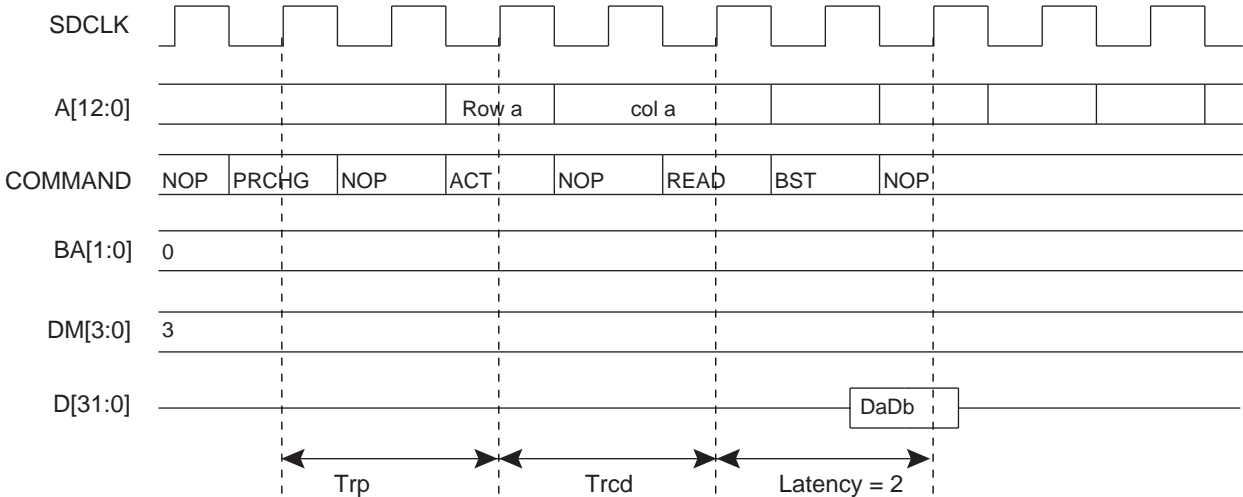 SDCLK
A[12:0] Row a col a
COMMAND NOP PRCHG NOP ACT NOP READ BST NOP
BA[1:0] 0
DM[3:0] 3
D[31:0] DaDb
Trp Trcd Latency = 2